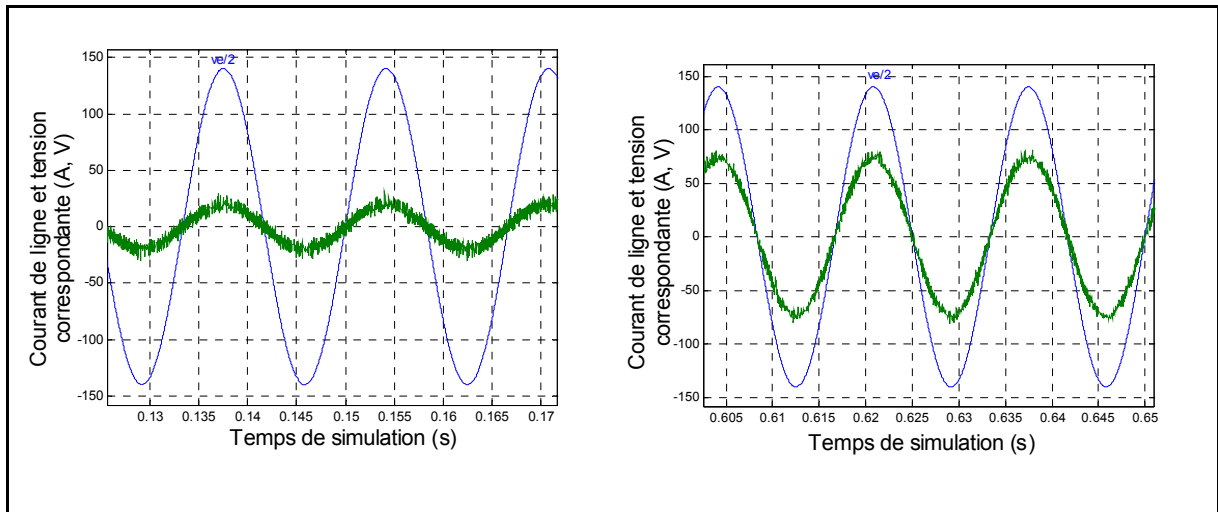 ve/2
150
100
50
0
-50
-100
-150
Courant de ligne et tension
correspondante (A, V)
0.13 0.135 0.14 0.145 0.15 0.155 0.16 0.165 0.17
Temps de simulation (s)
ve/2
150
100
50
0
-50
-100
-150
Courant de ligne et tension
correspondante (A, V)
0.605 0.61 0.615 0.62 0.625 0.63 0.635 0.64 0.645 0.65
Temps de simulation (s)